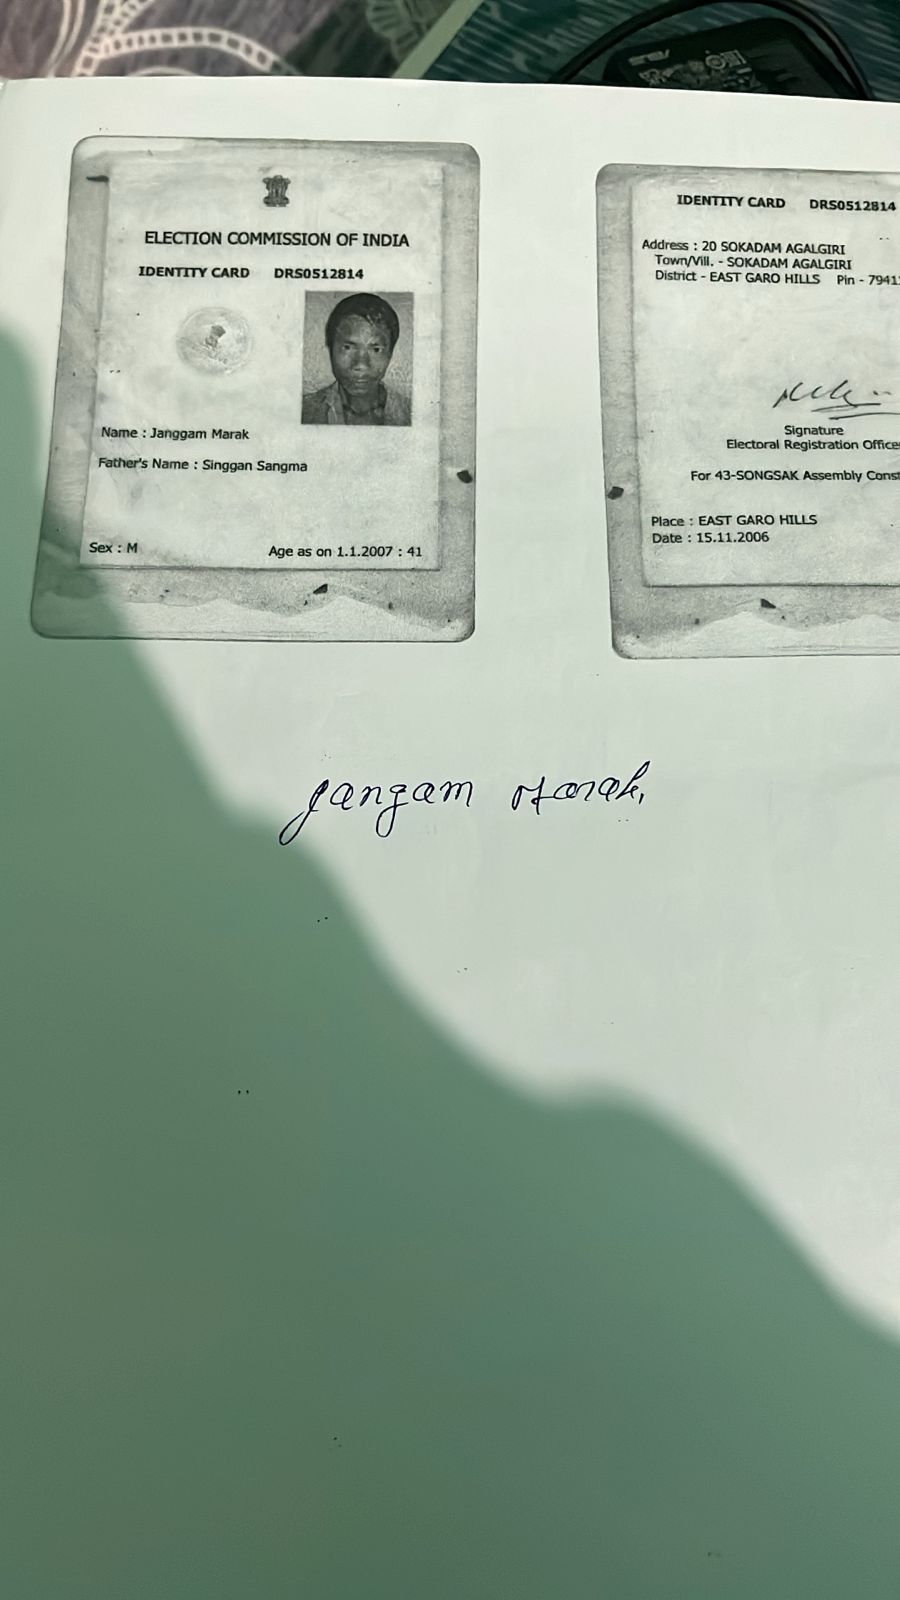 ELECTION COMMISSION OF INDIA
IDENTITY CARD DRS0512814
Name : Janggam Marak
Father's Name : Singgan Sangma
Sex : M
Age as on 1.1.2007 : 41
IDENTITY CARD DRS0512814
Address : 20 SOKADAM AGALGIRI
Town/Vill. - SOKADAM AGALGIRI
District - EAST GARO HILLS Pin - 7941
Signature
Electoral Registration Office
For 43-SONGSAK Assembly Const
Place : EAST GARO HILLS
Date : 15.11.2006
Jangam Marak,